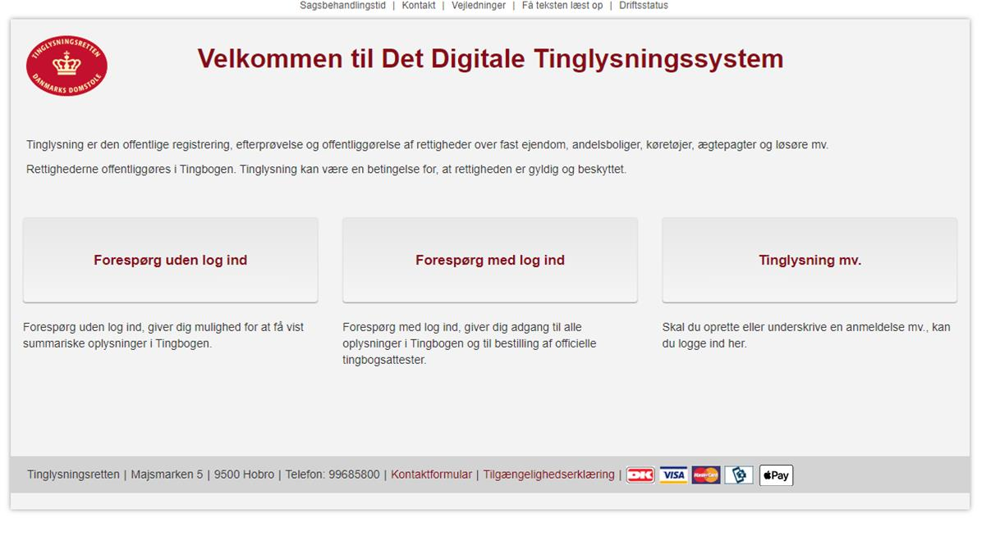 Sagsbehandlingstid | Kontakt | Vejledninger | Få teksten læst op | Driftsstatus
TINGLYSNINGSRETTEN
DANMARKS DOMSTOLE
Velkommen til Det Digitale Tinglysningssystem
Tinglysning er den offentlige registrering, efterprøvelse og offentliggørelse af rettigheder over fast ejendom, andelsboliger, køretøjer, ægtepagter og løsøre mv.
Rettighederne offentliggøres i Tingbogen. Tinglysning kan være en betingelse for, at rettigheden er gyldig og beskyttet.
Forespørg uden log ind
Forespørg uden log ind, giver dig mulighed for at få vist
summariske oplysninger i Tingbogen.
Forespørg med log ind
Forespørg med log ind, giver dig adgang til alle
oplysninger i Tingbogen og til bestilling af officielle
tingbogsattester.
Tinglysning mv.
Skal du oprette eller underskrive en anmeldelse mv., kan
du logge ind her.
Tinglysningsretten | Majsmarken 5 | 9500 Hobro | Telefon: 99685800 | Kontaktformular | Tilgængelighedserklæring | DK VISA MasterCard Pay